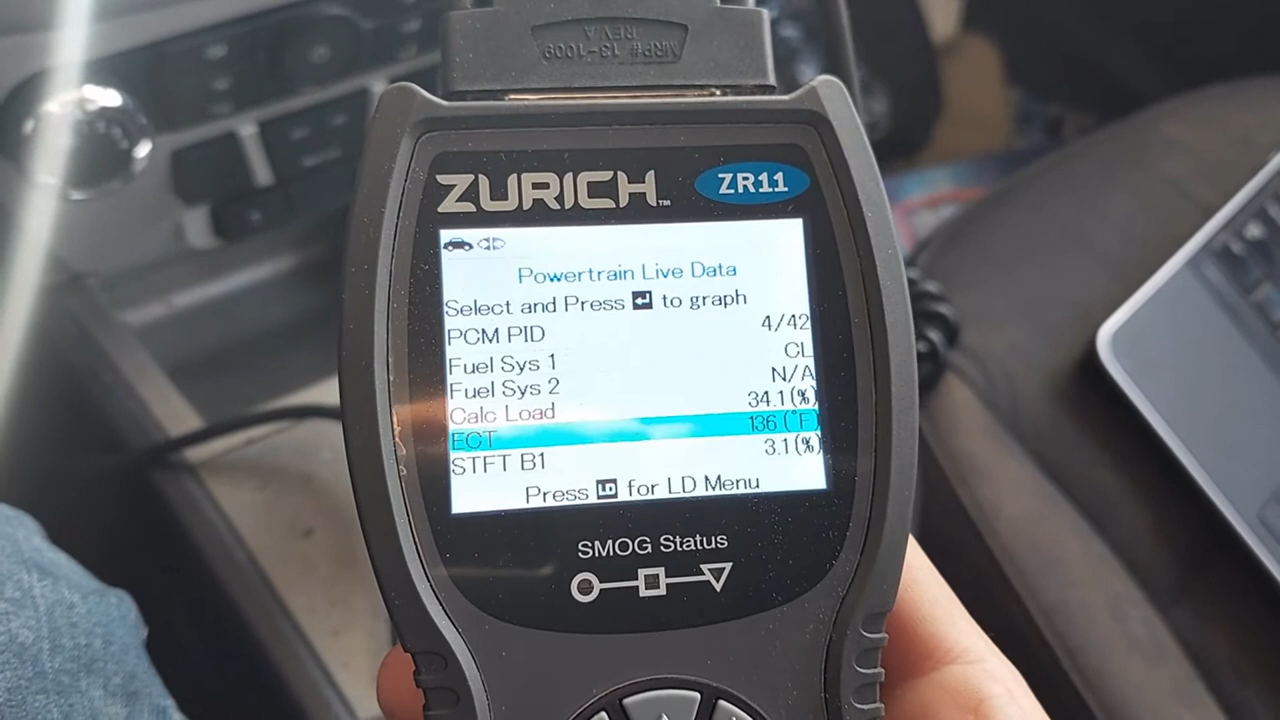 MRP# 13-1009
REV.A
ZURICH™ ZR11
Powertrain Live Data
Select and Press ↵ to graph
PCM PID 4/42
Fuel Sys 1 CL
Fuel Sys 2 N/A
Calc Load 34.1(%)
ECT 136 (°F)
STFT B1 3.1(%)
Press LD for LD Menu
SMOG Status